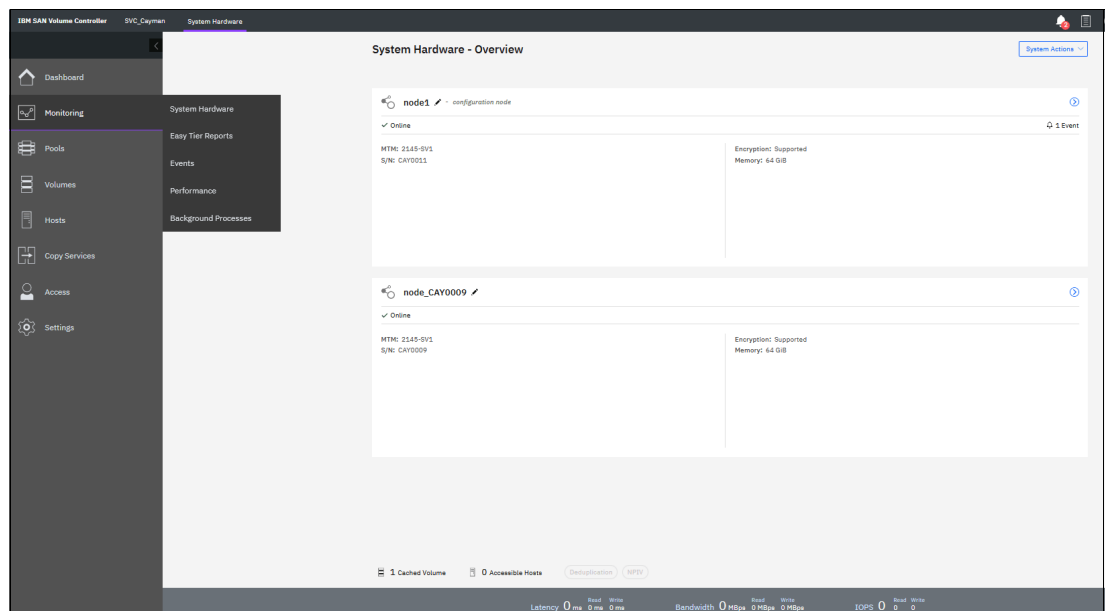 IBM SAN Volume Controller SVC_Cayman System Hardware
2
System Hardware - Overview
System Actions
Dashboard
Monitoring
Pools
Volumes
Hosts
Copy Services
Access
Settings
System Hardware
Easy Tier Reports
Events
Performance
Background Processes
node1 - configuration node
Online 1 Event
MTM: 2145-SV1 Encryption: Supported
S/N: CAY0011 Memory: 64 GiB
node_CAY0009
Online
MTM: 2145-SV1 Encryption: Supported
S/N: CAY0009 Memory: 64 GiB
1 Cached Volume 0 Accessible Hosts Deduplication NPIV
Read Write Read Write Read Write
Latency 0 ms 0 ms 0 ms Bandwidth 0 MBps 0 MBps 0 MBps IOPS 0 0 0